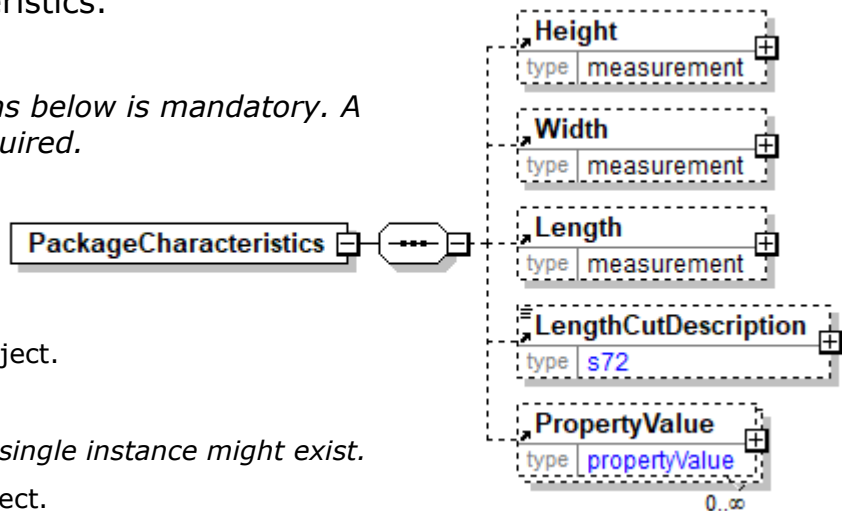 eristics.
ns below is mandatory. A
uired.
ject.
single instance might exist.
ect.
PackageCharacteristics
Height
type measurement
Width
type measurement
Length
type measurement
LengthCutDescription
type s72
PropertyValue
type propertyValue
0..∞